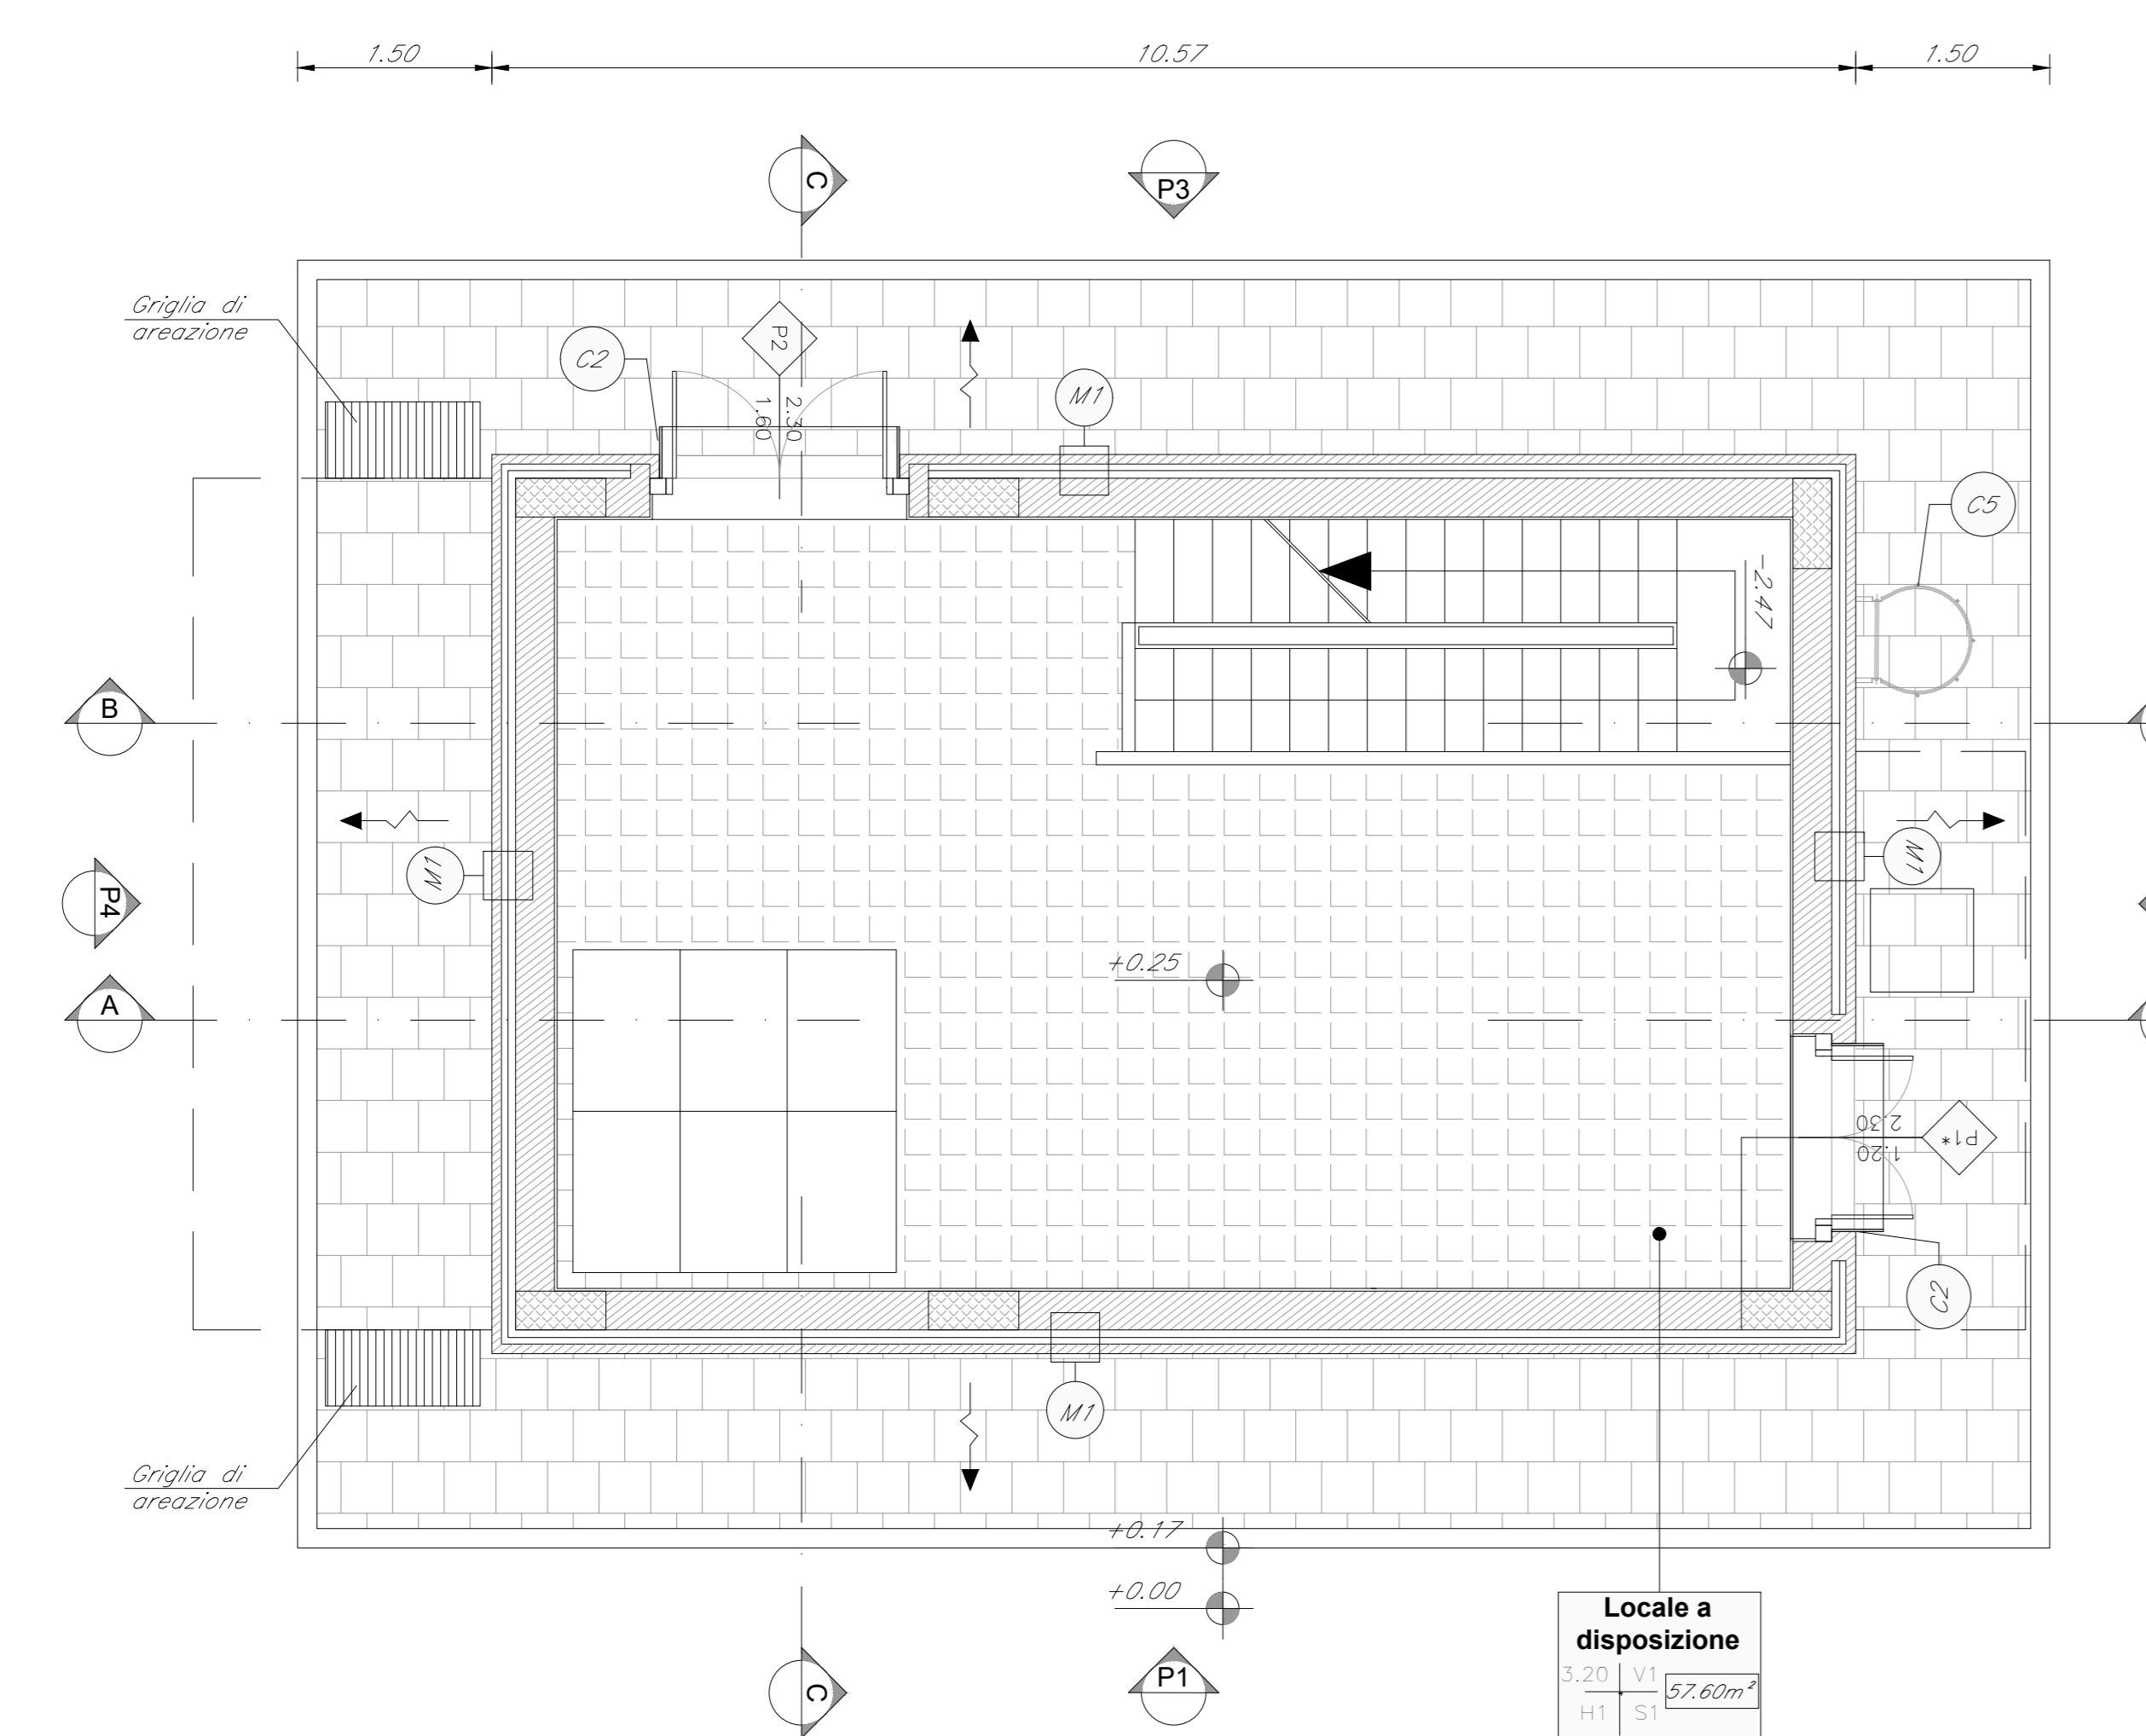 1.50
10.57
1.50
C
P3
Griglia di
areazione
C2
P2
2.30
1.60
M1
C5
-2.47
B
M1
M1
P4
+0.25
A
2.30
1.20
P1*
C2
M1
Griglia di
areazione
+0.17
+0.00
Locale a
disposizione
3.20 V1
57.60m²
H1 S1
C
P1